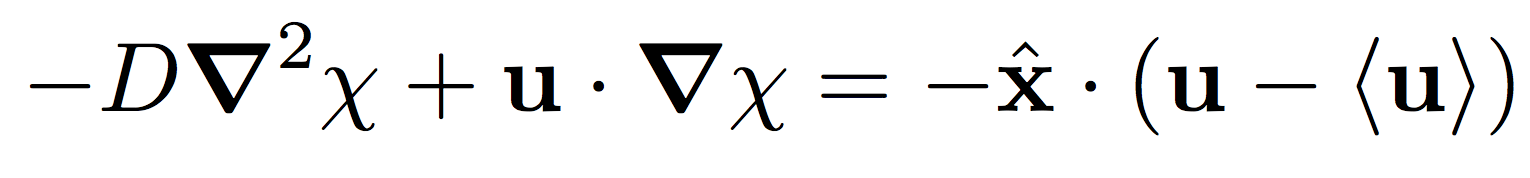 −D∇²χ + u · ∇χ = −x̂ · (u − ⟨u⟩)